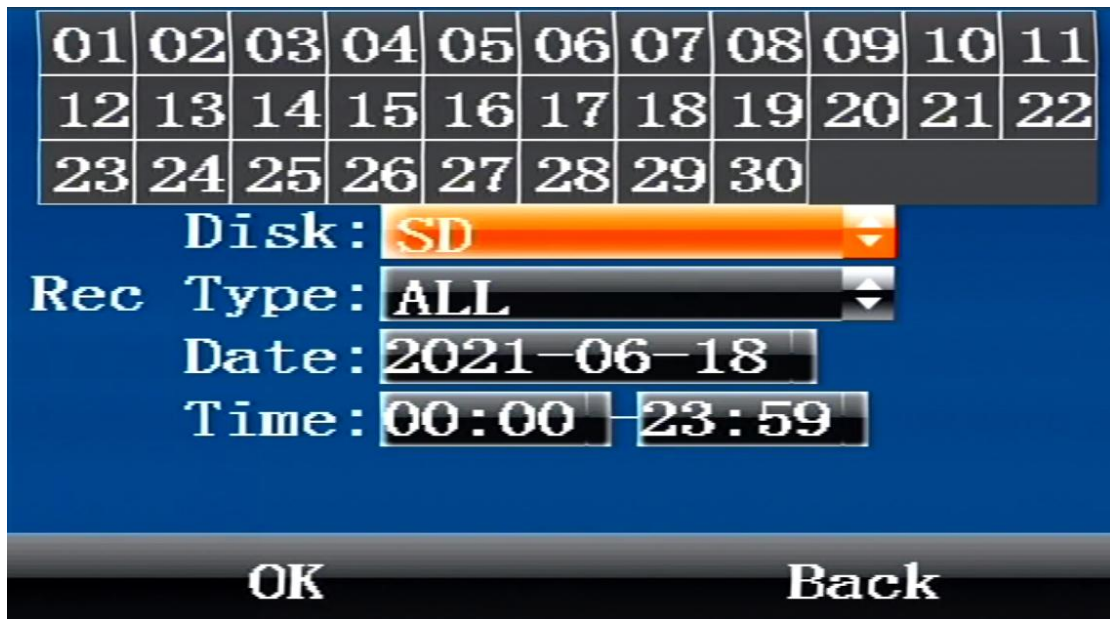 01 02 03 04 05 06 07 08 09 10 11
12 13 14 15 16 17 18 19 20 21 22
23 24 25 26 27 28 29 30
Disk: SD
Rec Type: ALL
Date: 2021-06-18
Time: 00:00 - 23:59
OK Back